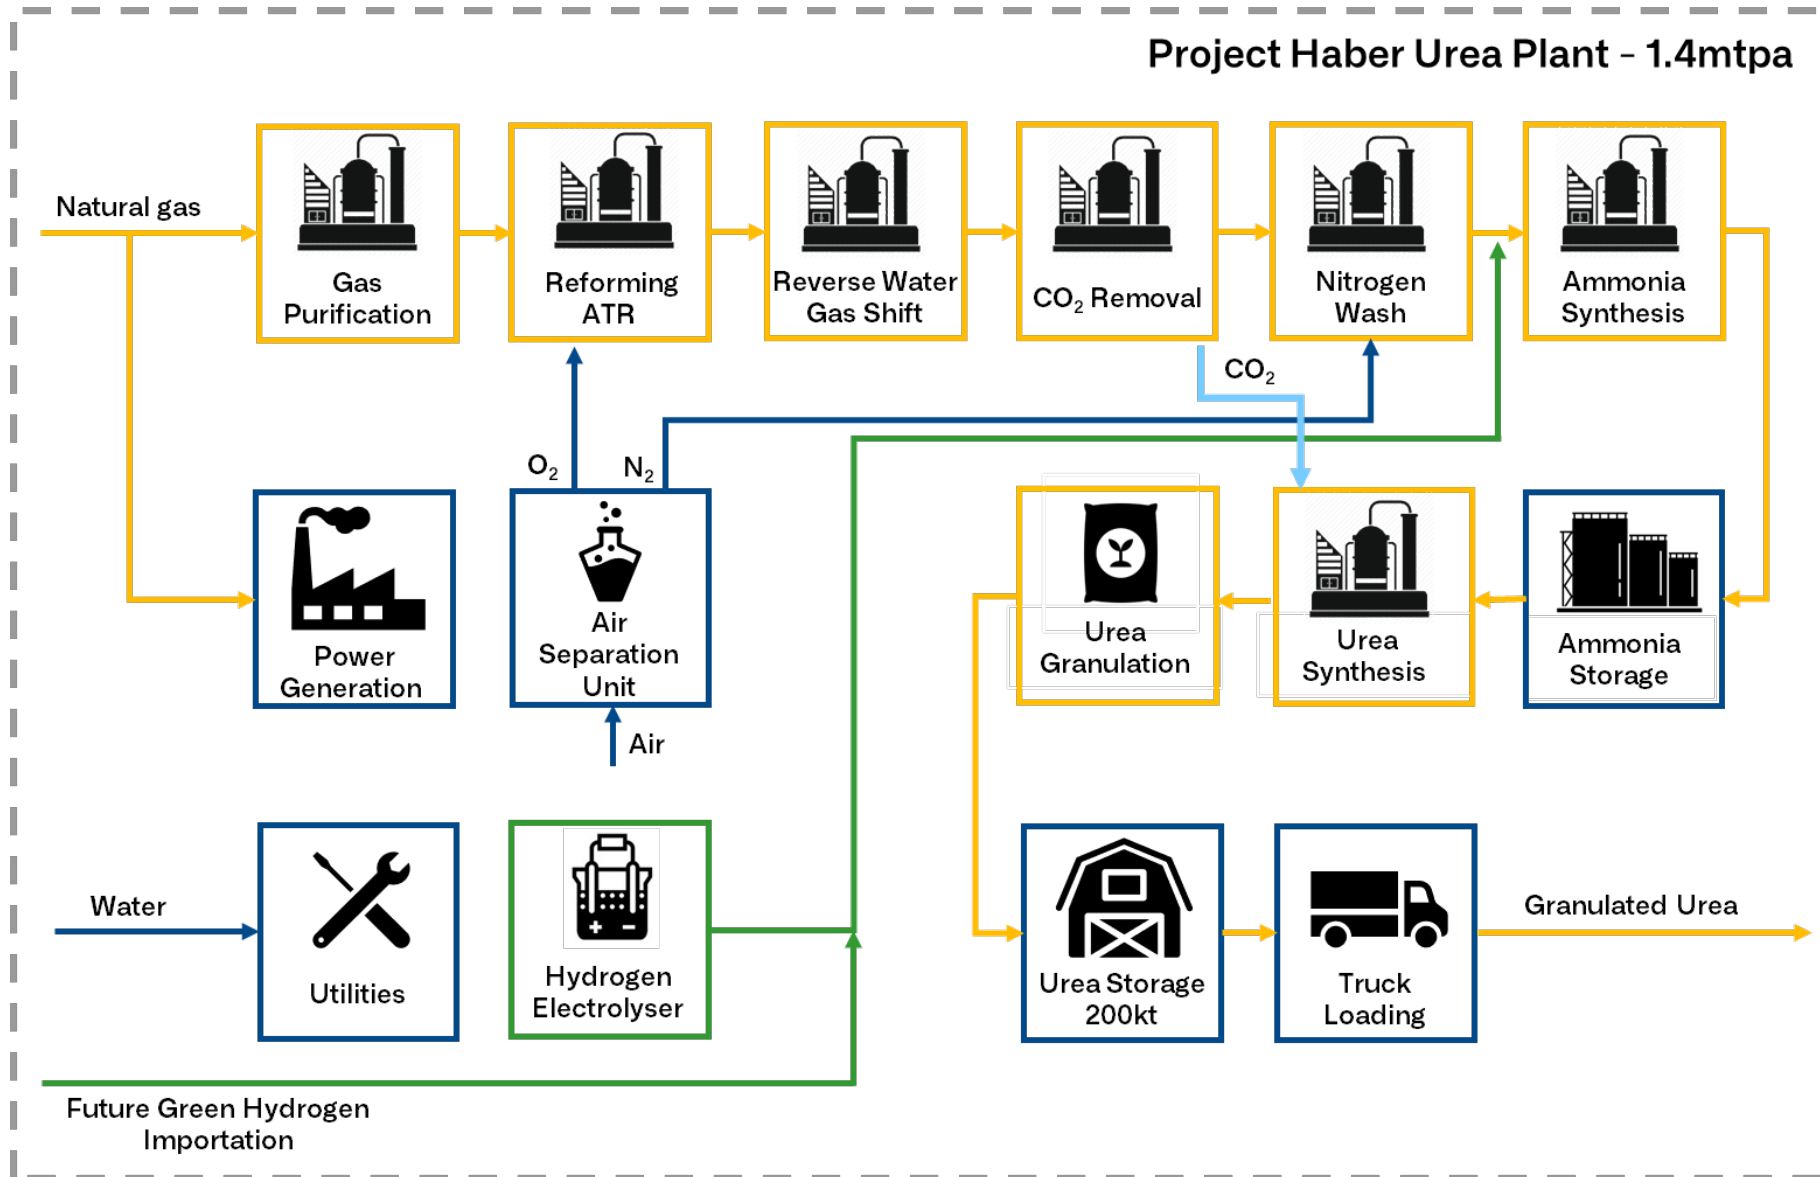 Project Haber Urea Plant - 1.4mtpa
Natural gas
Gas
Purification
Reforming
ATR
Reverse Water
Gas Shift
CO₂ Removal
Nitrogen
Wash
Ammonia
Synthesis
CO₂
O₂
N₂
Power
Generation
Air
Separation
Unit
Air
Urea
Granulation
Urea
Synthesis
Ammonia
Storage
Water
Utilities
Hydrogen
Electrolyser
Urea Storage
200kt
Truck
Loading
Granulated Urea
Future Green Hydrogen
Importation